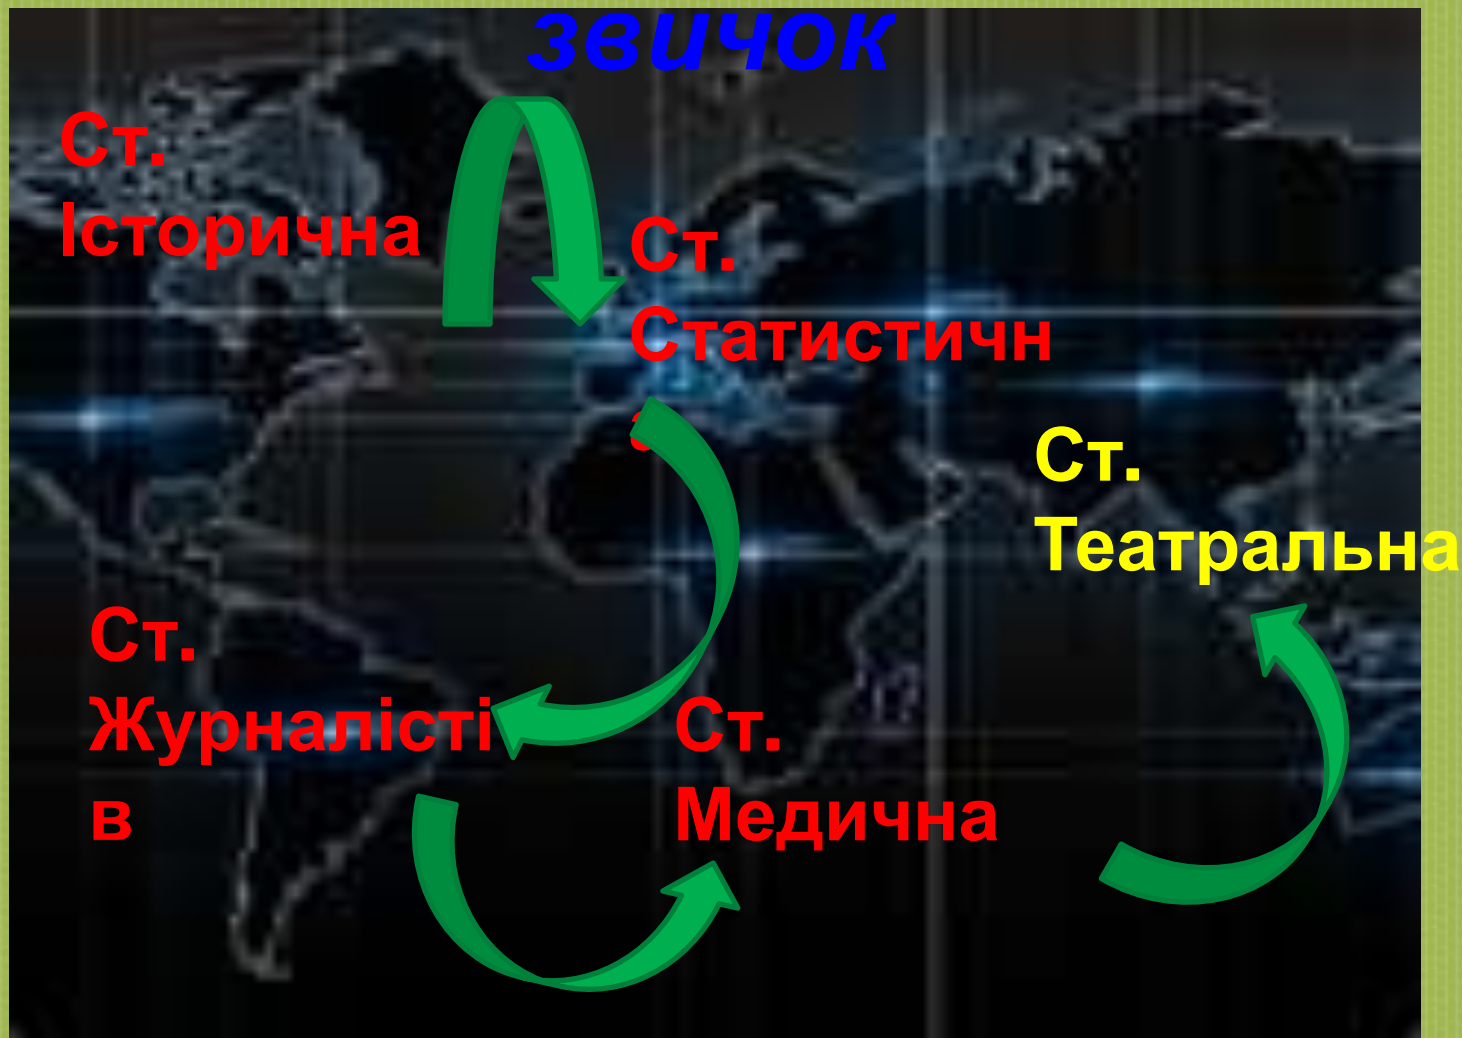 звичок
Ст.
Історична
Ст.
Статистичн
а
Ст.
Театральна
Ст.
Журналісті
в
Ст.
Медична